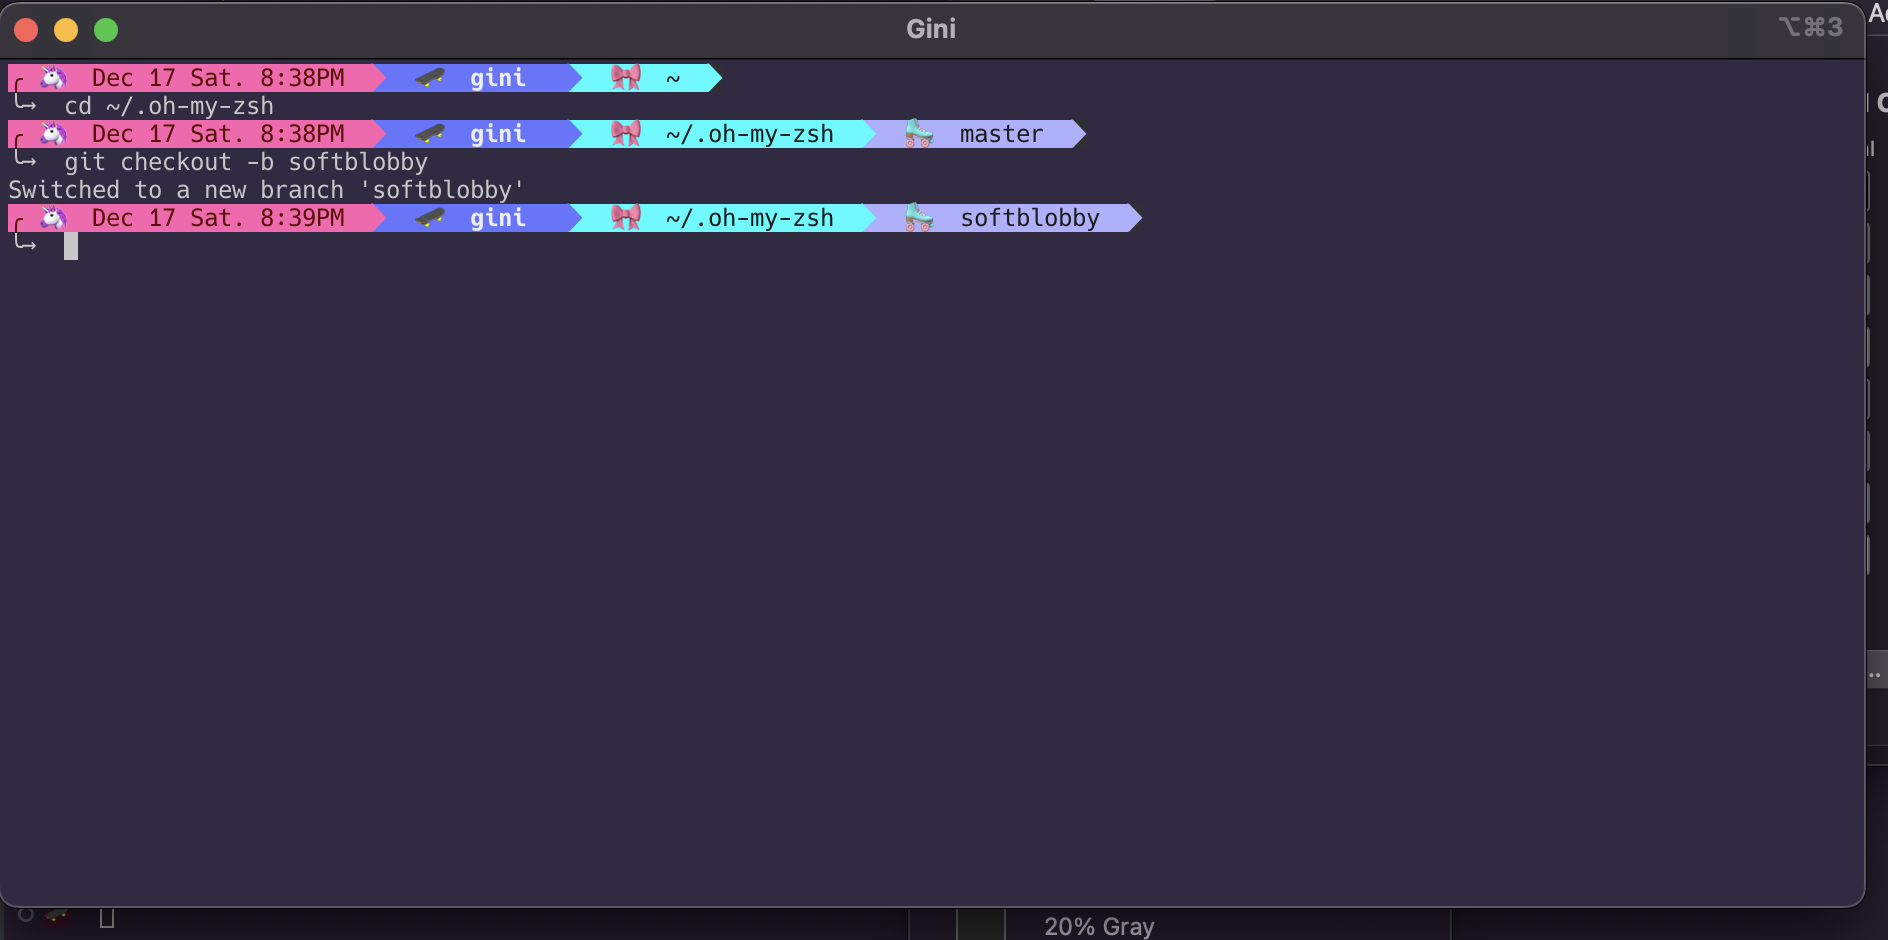 Gini
⌥⌘3
Dec 17 Sat. 8:38PM gini ~
cd ~/.oh-my-zsh
Dec 17 Sat. 8:38PM gini ~/.oh-my-zsh master
git checkout -b softblobby
Switched to a new branch 'softblobby'
Dec 17 Sat. 8:39PM gini ~/.oh-my-zsh softblobby
20% Gray